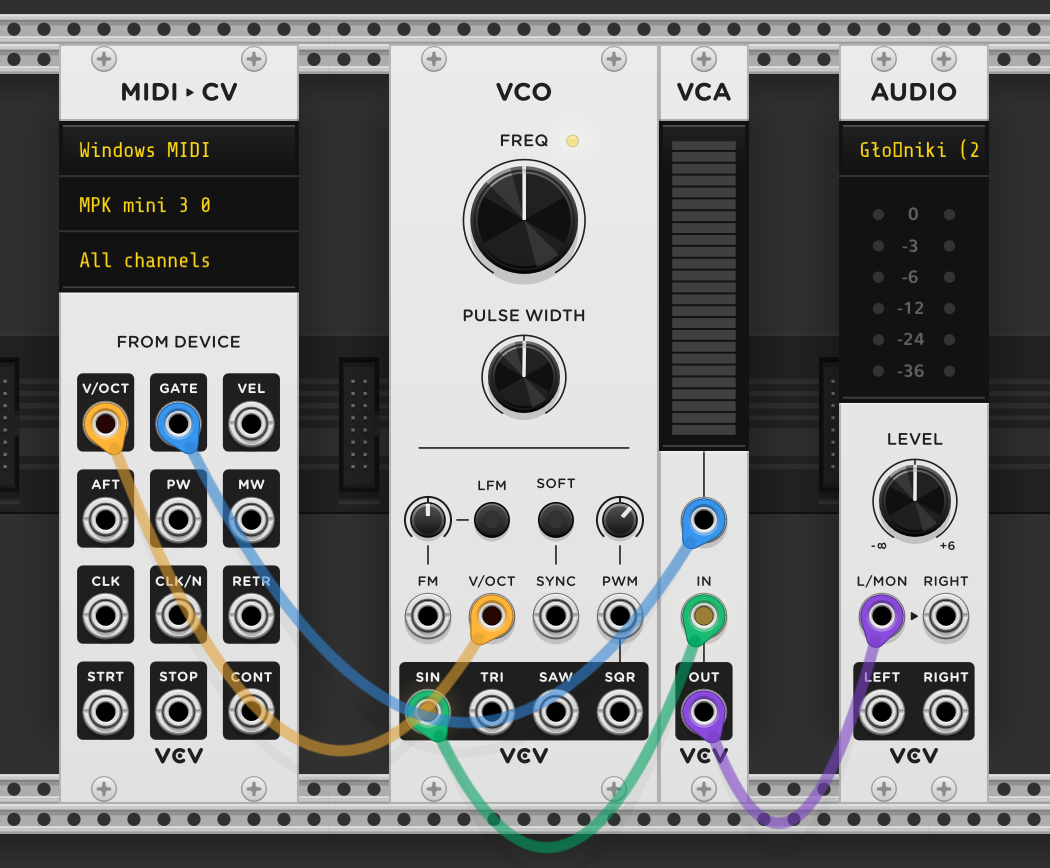 MIDI ▸ CV
Windows MIDI
MPK mini 3 0
All channels
FROM DEVICE
V/OCT GATE VEL
AFT PW MW
CLK CLK/N RETR
STRT STOP CONT
VCV
VCO
FREQ
PULSE WIDTH
LFM SOFT
FM V/OCT SYNC PWM
SIN TRI SAW SQR
VCV
VCA
IN
OUT
VCV
AUDIO
Gło□niki (2
0
-3
-6
-12
-24
-36
LEVEL
-∞ +6
L/MON ▸ RIGHT
LEFT RIGHT
VCV